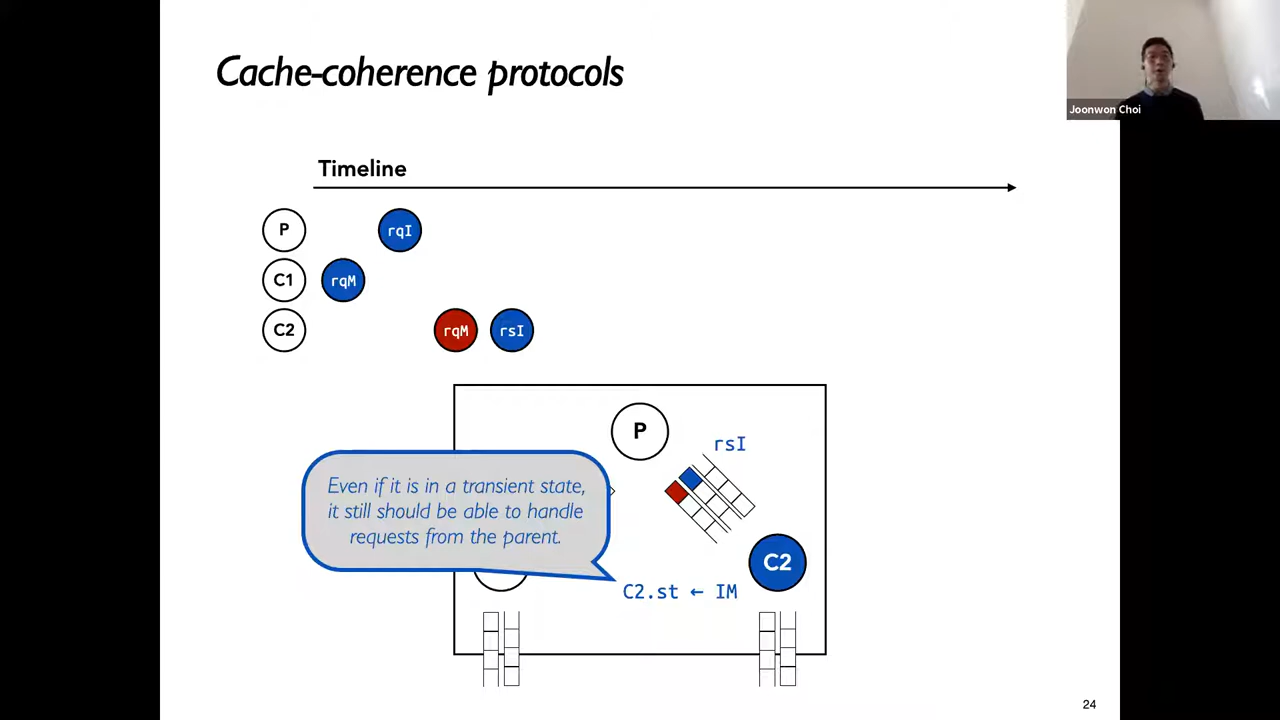 Cache-coherence protocols
Joonwon Choi
Timeline
P
rqI
C1
rqM
C2
rqM
rsI
P
rsI
Even if it is in a transient state,
it still should be able to handle
requests from the parent.
C2
C2.st ← IM
24